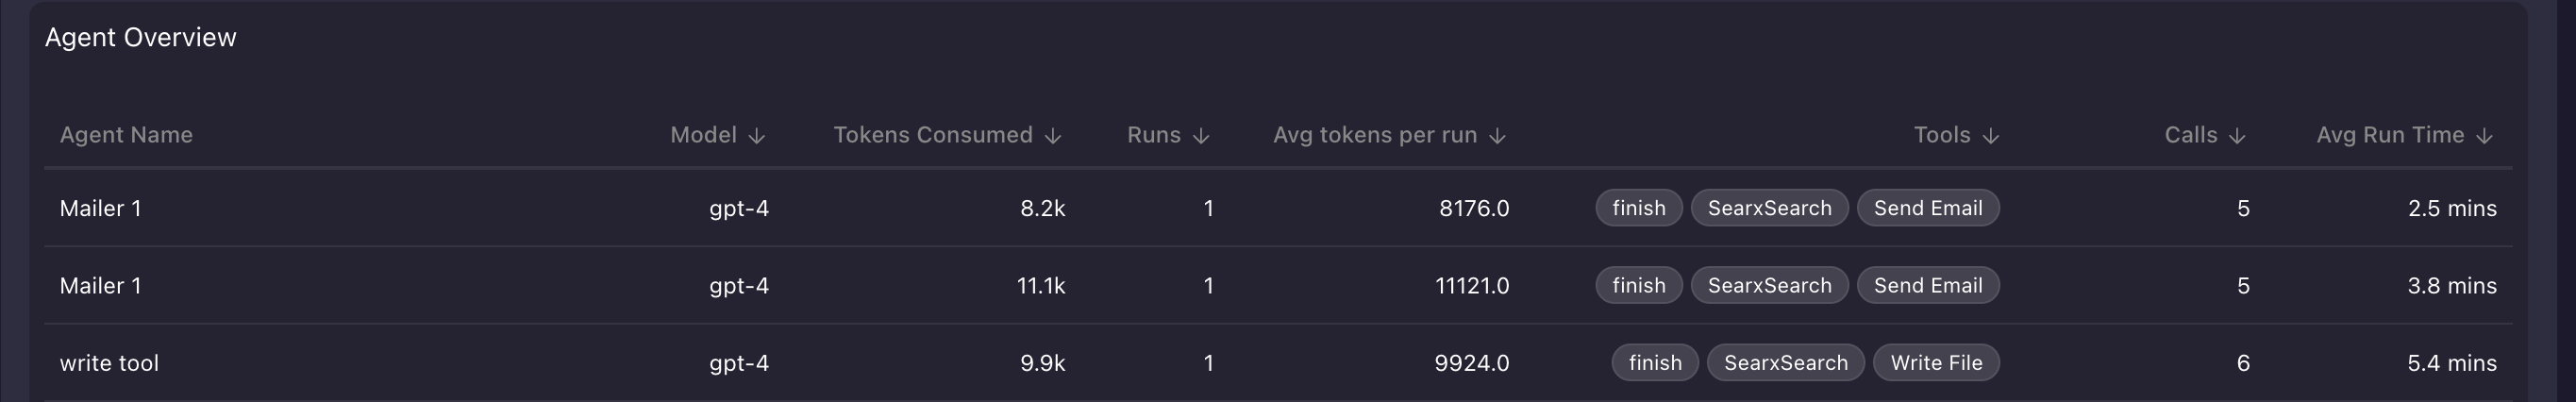 Agent Overview
Agent Name Model ↓ Tokens Consumed ↓ Runs ↓ Avg tokens per run ↓ Tools ↓ Calls ↓ Avg Run Time ↓
Mailer 1 gpt-4 8.2k 1 8176.0 finish SearxSearch Send Email 5 2.5 mins
Mailer 1 gpt-4 11.1k 1 11121.0 finish SearxSearch Send Email 5 3.8 mins
write tool gpt-4 9.9k 1 9924.0 finish SearxSearch Write File 6 5.4 mins